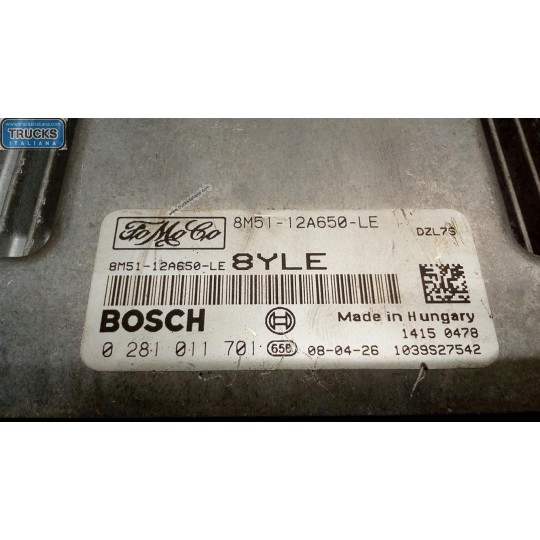 TRUCKS
ITALIANA
FoMoCo
8M51-12A650-LE
DZL7S
8M51-12A650-LE 8YLE
BOSCH
Made in Hungary
1415 0478
0 281 011 701 658 08-04-26 1039S27542